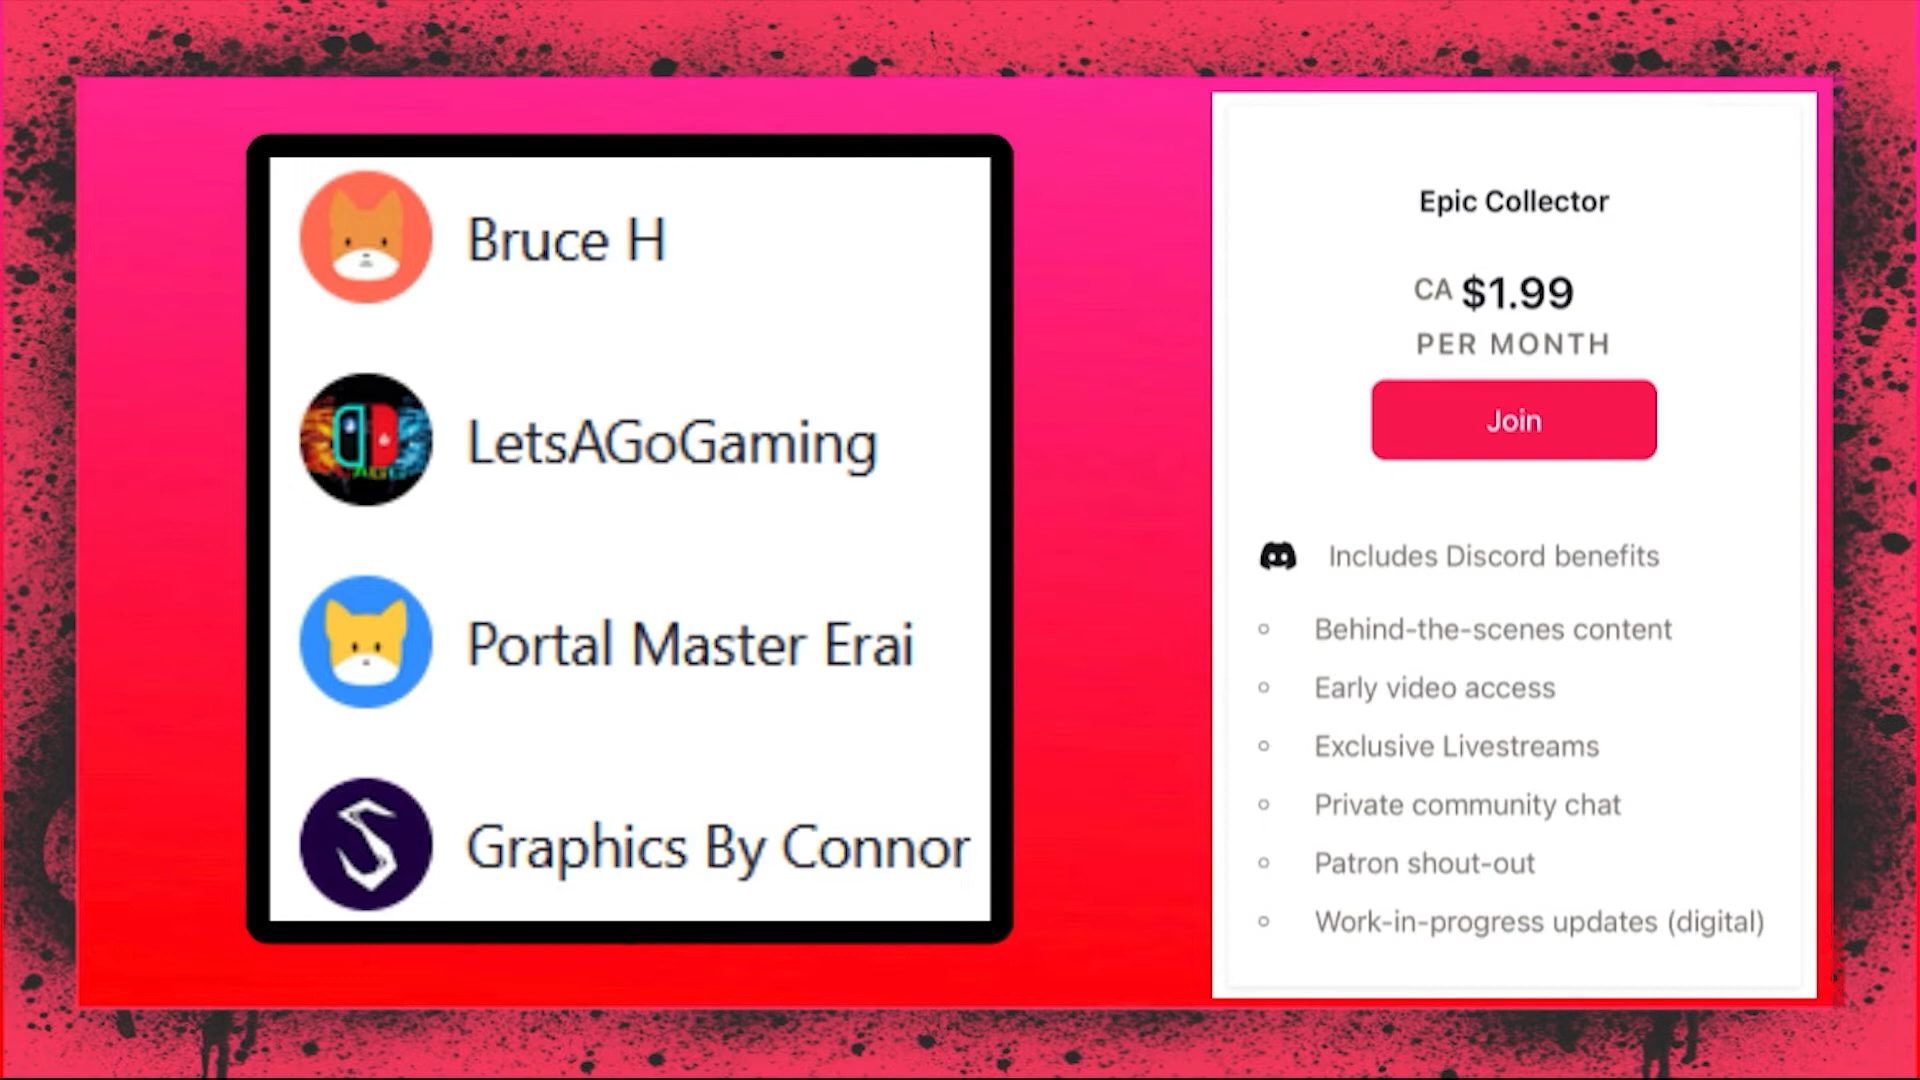 Bruce H
LetsAGoGaming
Portal Master Erai
Graphics By Connor
Epic Collector
CA $1.99
PER MONTH
Join
Includes Discord benefits
Behind-the-scenes content
Early video access
Exclusive Livestreams
Private community chat
Patron shout-out
Work-in-progress updates (digital)